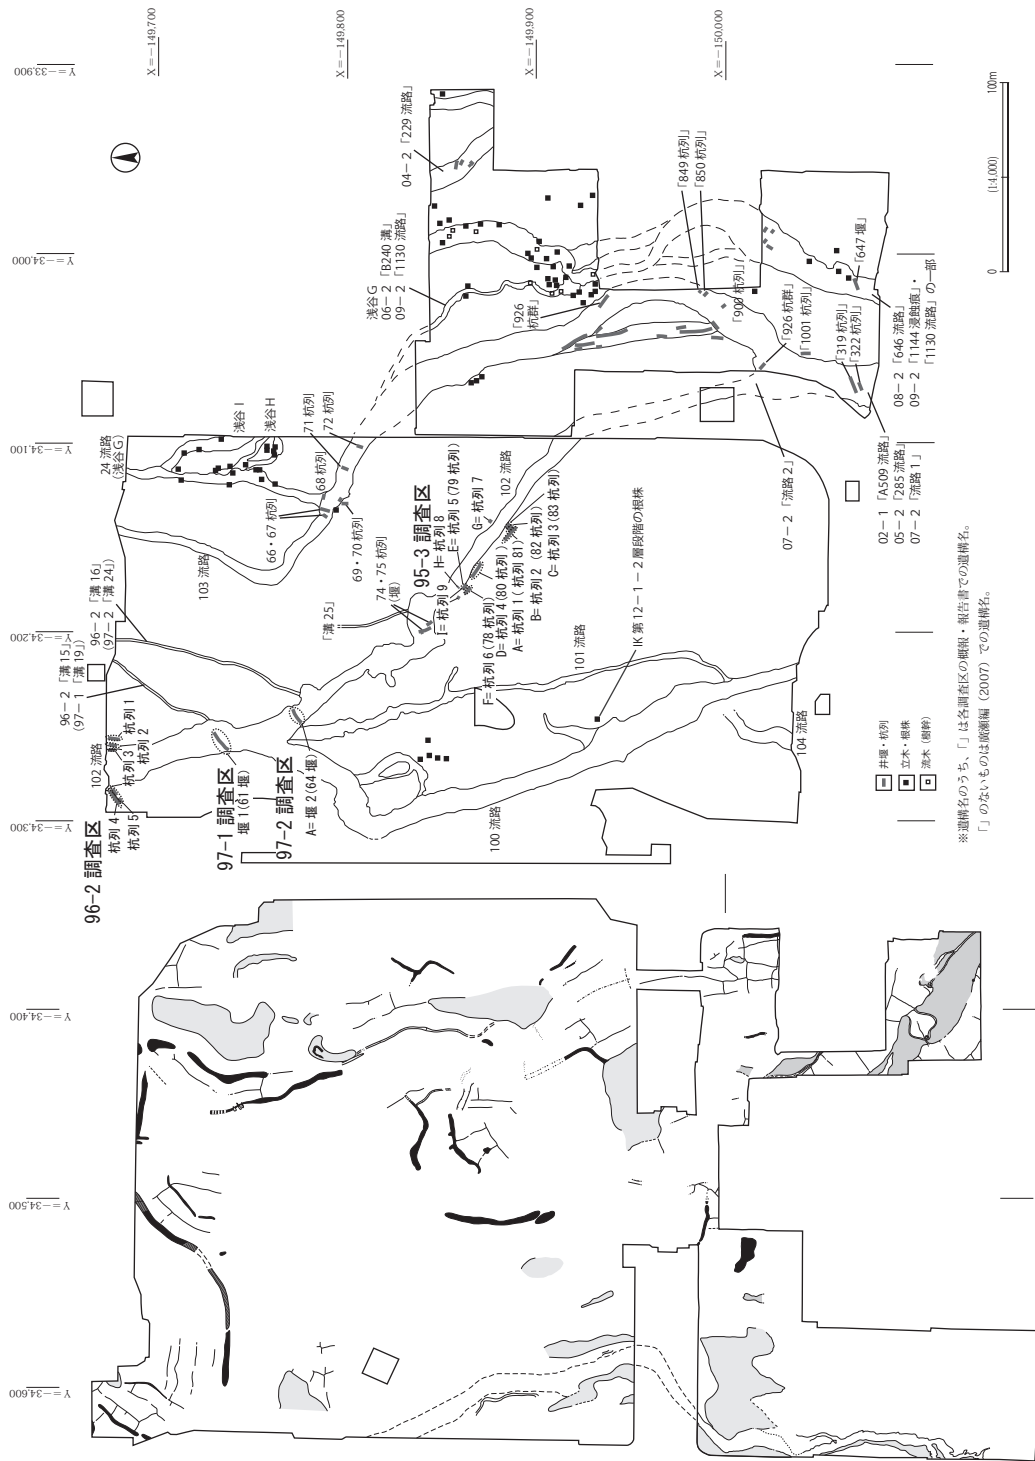 Y=−33,900
Y=−34,000
Y=−34,100
Y=−34,200
Y=−34,300
Y=−34,400
Y=−34,500
Y=−34,600
X=−149,700
X=−149,800
X=−149,900
X=−150,000
0
(1:4,000)
100m
04−2「229 流路」
浅谷G
06−2「B240 溝」
09−2「1130 流路」
「926
杭群」
「849 杭列」
「850 杭列」
「900 杭列」
「926 杭群」
「1001 杭列」
「319 杭列」
「322 杭列」
「647 堰」
08−2「646 流路」
09−2「1144 浸蝕痕」・
「1130 流路」の一部
02−1「A509 流路」
05−2「285 流路」
07−2「流路 1」
07−2「流路 2」
24 流路
(浅谷G)
浅谷 I
浅谷 H
71 杭列
72 杭列
68 杭列
66・67 杭列
69・70 杭列
103 流路
74・75 杭列
(堰)
「溝 25」
95-3 調査区
I= 杭列 9
H= 杭列 8
E= 杭列 5 (79 杭列)
G= 杭列 7
102 流路
F= 杭列 6 (78 杭列)
D= 杭列 4 (80 杭列)
A= 杭列 1 (杭列 81)
B= 杭列 2 (82 杭列)
C= 杭列 3 (83 杭列)
IK 第 12−1−2 層段階の根株
101 流路
104 流路
100 流路
96−2「溝 16」
(97−2「溝 24」)
96−2「溝 15」
(97−1「溝 19」)
102 流路
杭列 3
杭列 1
杭列 2
杭列 4
杭列 5
96-2 調査区
97-1 調査区
堰 1 (61 堰)
97-2 調査区
A= 堰 2 (64 堰)
井堰・杭列
立木・根株
流木(樹幹)
※遺構名のうち、「」は各調査区の概報・報告書での遺構名。
「」のないものは廣瀬編(2007)での遺構名。